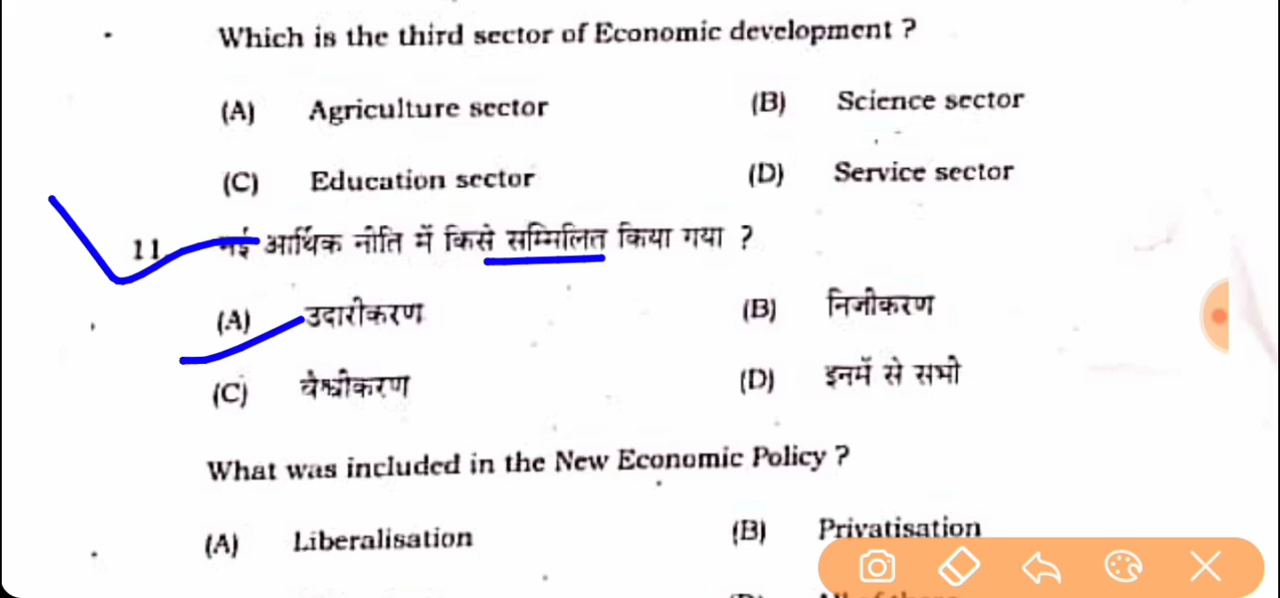 Which is the third sector of Economic development ?
(A) Agriculture sector (B) Science sector
(C) Education sector (D) Service sector
11. नई आर्थिक नीति में किसे सम्मिलित किया गया ?
(A) उदारीकरण (B) निजीकरण
(C) वैश्वीकरण (D) इनमें से सभी
What was included in the New Economic Policy ?
(A) Liberalisation (B) Privatisation